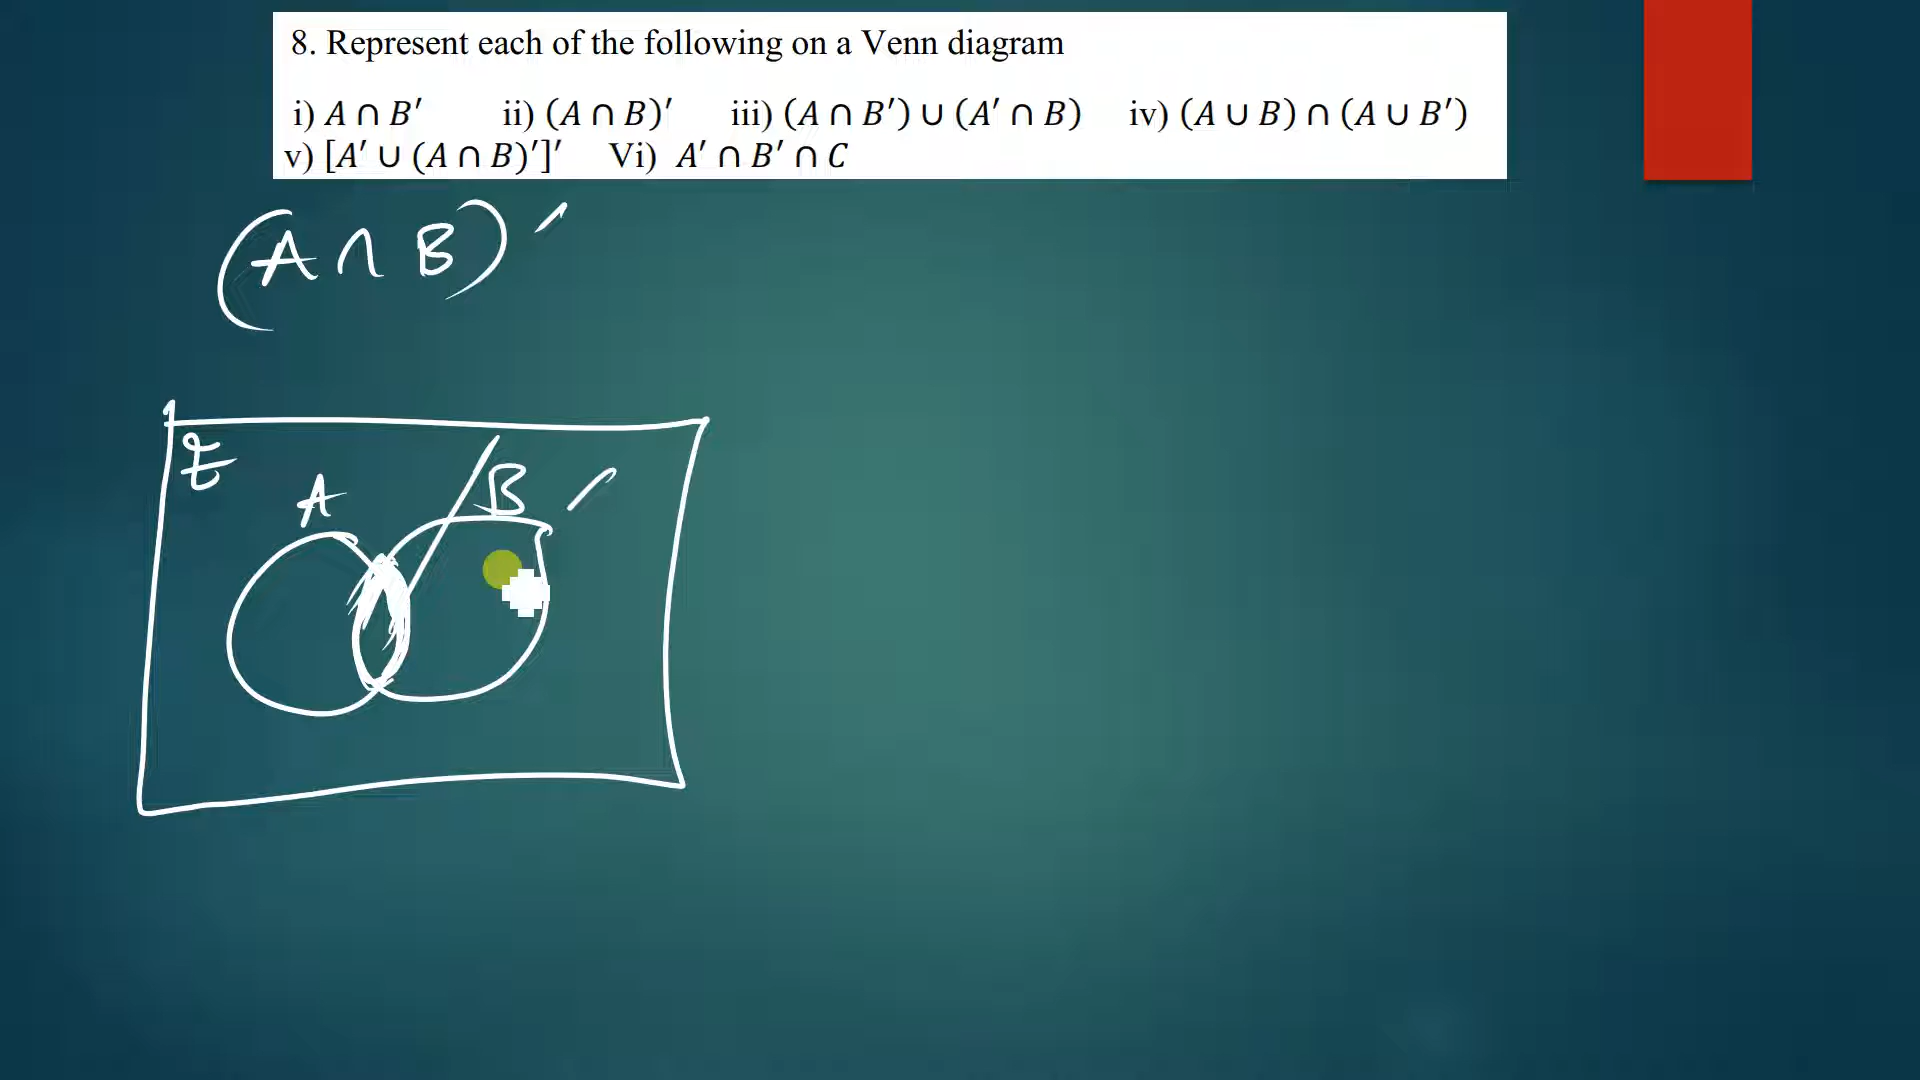 8. Represent each of the following on a Venn diagram
i) A ∩ B′ ii) (A ∩ B)′ iii) (A ∩ B′) ∪ (A′ ∩ B) iv) (A ∪ B) ∩ (A ∪ B′)
v) [A′ ∪ (A ∩ B)′]′ Vi) A′ ∩ B′ ∩ C
(A ∩ B)′
A B